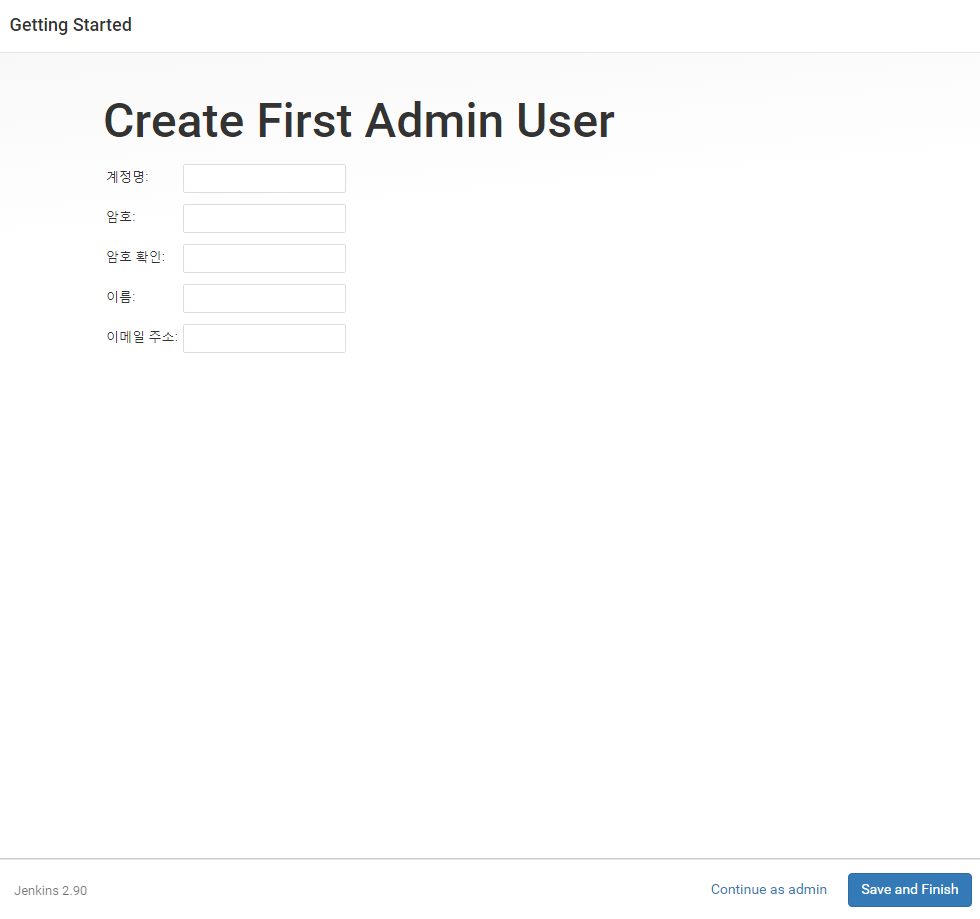 Getting Started
Create First Admin User
계정명:
암호:
암호 확인:
이름:
이메일 주소:
Jenkins 2.90
Continue as admin
Save and Finish